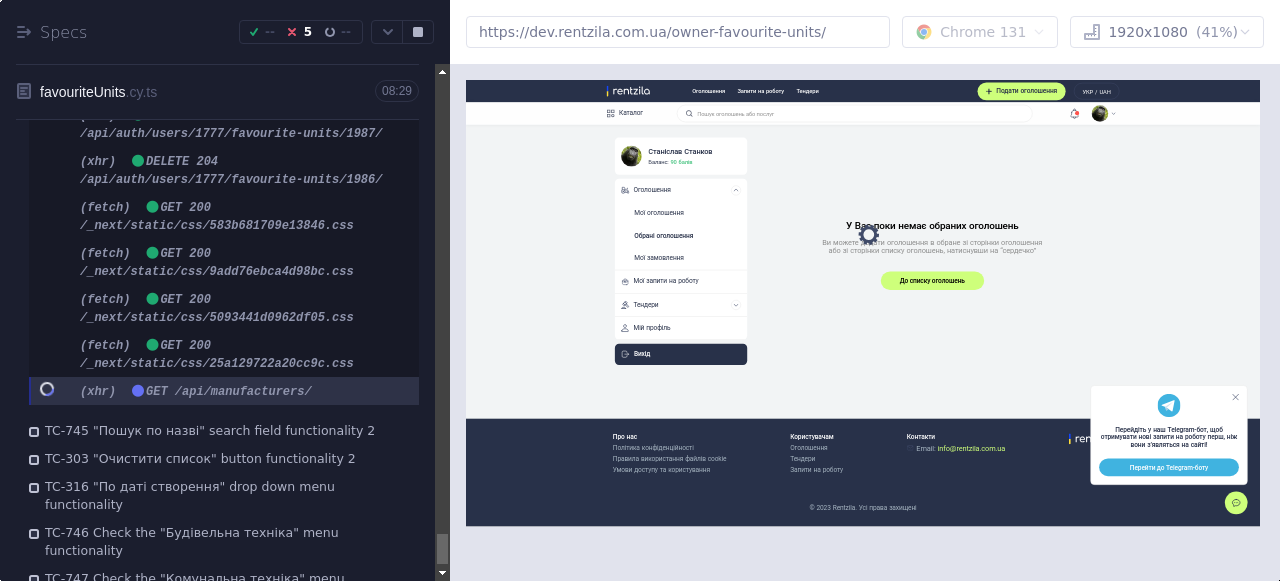 Specs
-- 5 --
https://dev.rentzila.com.ua/owner-favourite-units/
Chrome 131
1920x1080 (41%)
favouriteUnits.cy.ts
08:29
/api/auth/users/1777/favourite-units/1987/
(xhr) DELETE 204
/api/auth/users/1777/favourite-units/1986/
(fetch) GET 200
/_next/static/css/583b681709e13846.css
(fetch) GET 200
/_next/static/css/9add76ebca4d98bc.css
(fetch) GET 200
/_next/static/css/5093441d0962df05.css
(fetch) GET 200
/_next/static/css/25a129722a20cc9c.css
(xhr) GET /api/manufacturers/
TC-745 "Пошук по назві" search field functionality 2
TC-303 "Очистити список" button functionality 2
TC-316 "По даті створення" drop down menu
functionality
TC-746 Check the "Будівельна техніка" menu
functionality
TC-747 Check the "Комунальна техніка" menu
rentzila
Оголошення Запити на роботу Тендери
+ Подати оголошення
УКР / UAH
Каталог
Пошук оголошень або послуг
Станіслав Станков
Баланс: 90 балів
Оголошення
Мої оголошення
Обрані оголошення
Мої замовлення
Мої запити на роботу
Тендери
Мій профіль
Вихід
У Вас поки немає обраних оголошень
Ви можете додати оголошення в обране зі сторінки оголошення
або зі сторінки списку оголошень, натиснувши на "сердечко"
До списку оголошень
Про нас
Політика конфіденційності
Правила використання файлів cookie
Умови доступу та користування
Користувачам
Оголошення
Тендери
Запити на роботу
Контакти
Email: info@rentzila.com.ua
© 2023 Rentzila. Усі права захищені
Перейдіть у наш Telegram-бот, щоб
отримувати нові запити на роботу перш, ніж
вони з'являться на сайті!
Перейти до Telegram-боту